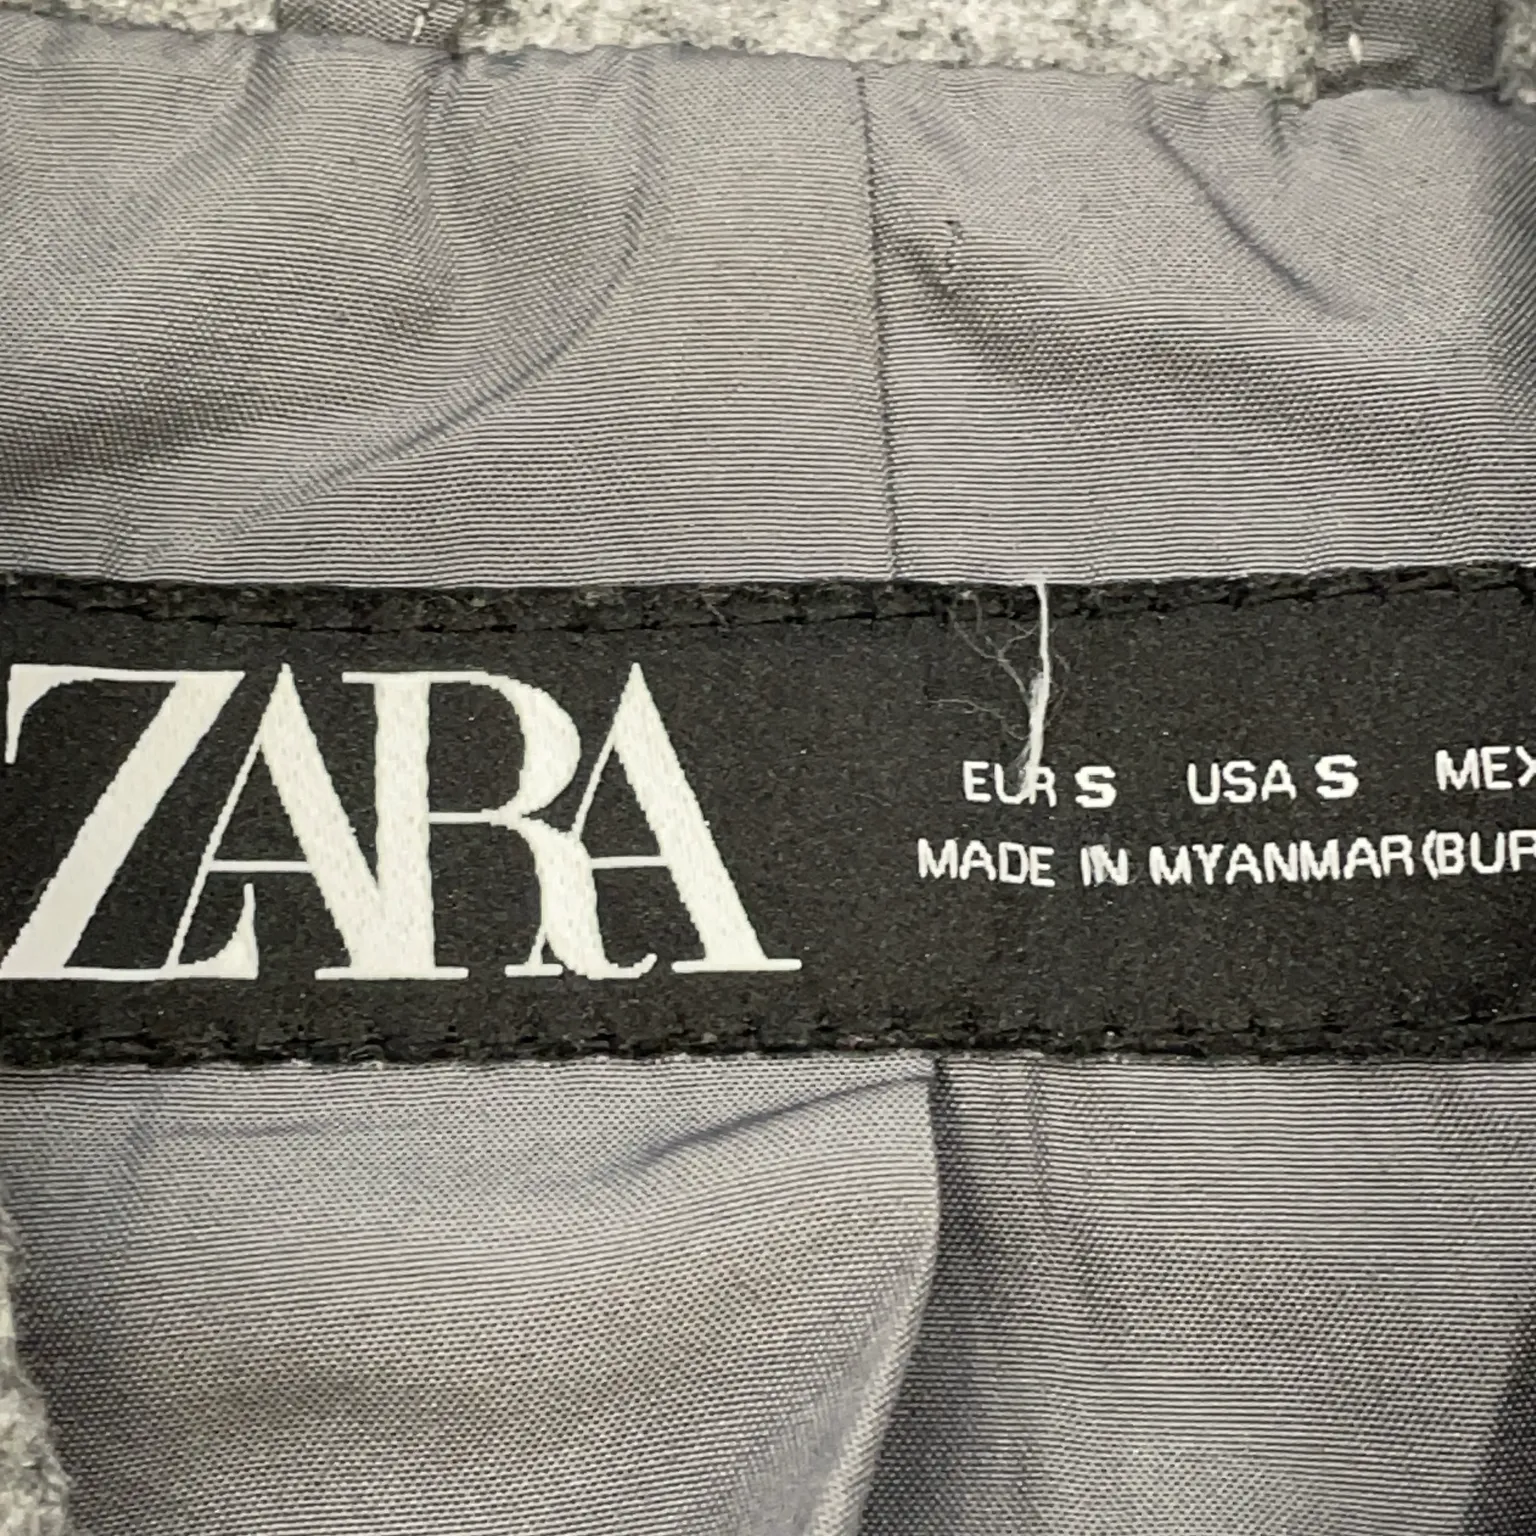 ZARA
EUR S USA S MEX
MADE IN MYANMAR (BUR